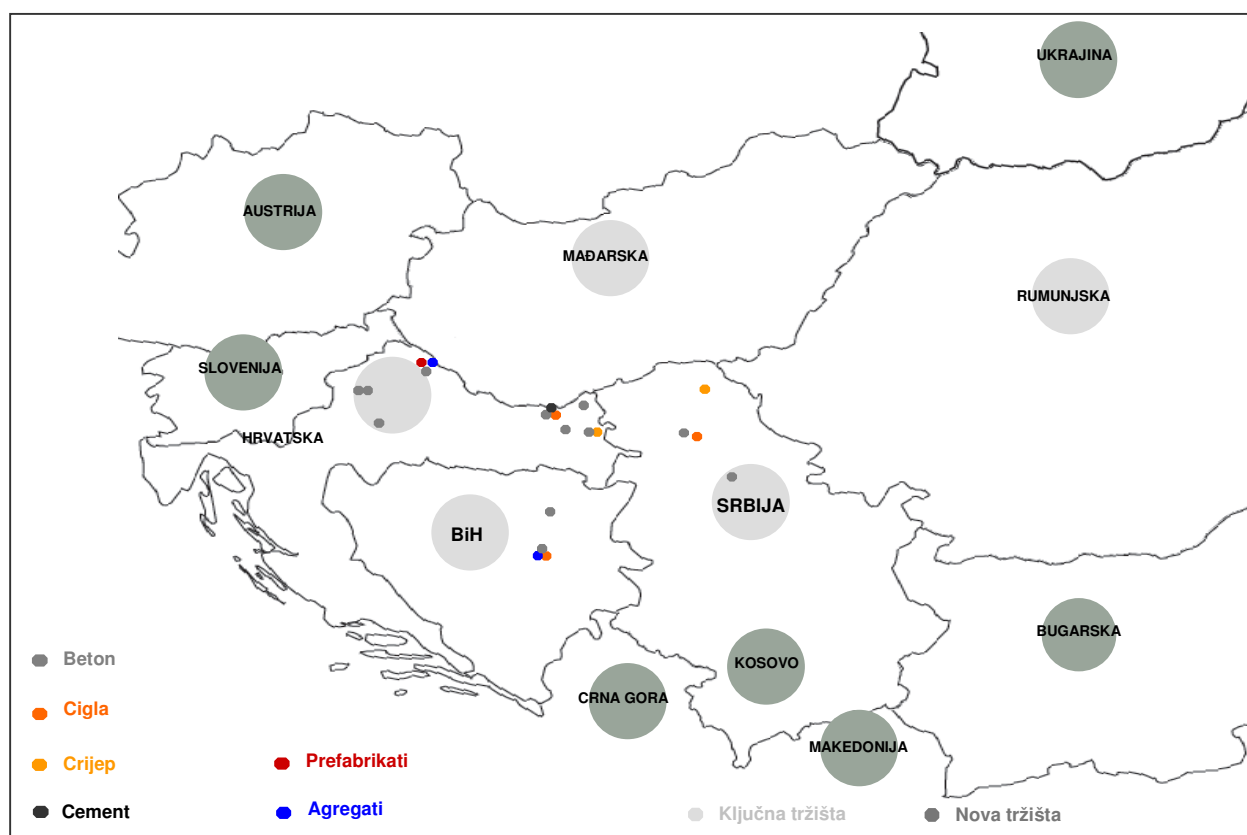 UKRAJINA
AUSTRIJA
MAĐARSKA
RUMUNJSKA
SLOVENIJA
HRVATSKA
SRBIJA
BiH
BUGARSKA
KOSOVO
CRNA GORA
MAKEDONIJA
Beton
Cigla
Crijep
Prefabrikati
Cement
Agregati
Ključna tržišta
Nova tržišta